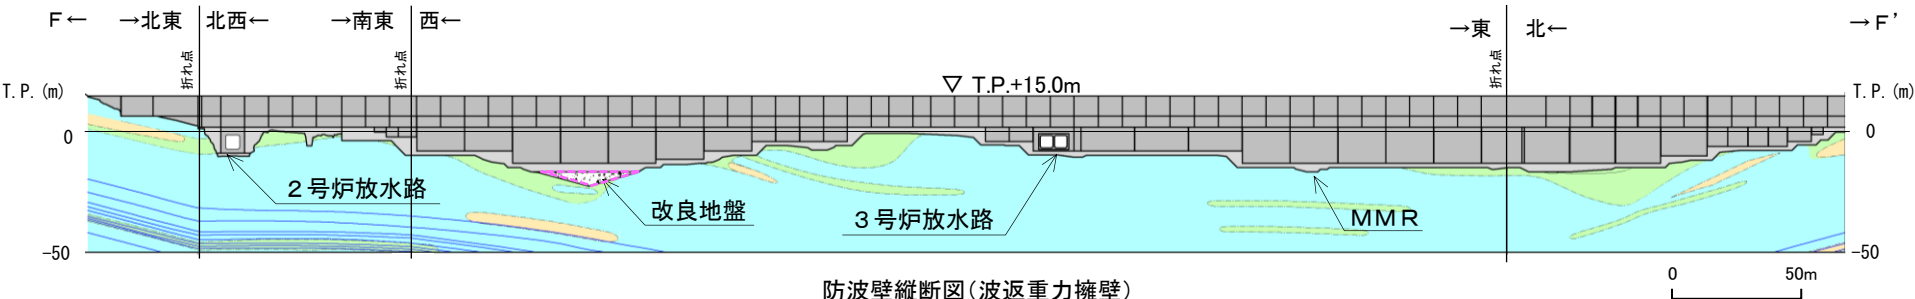 F← →北東 北西← →南東 西← →東 北← →F’
折れ点 折れ点 折れ点
T.P.(m) ▽ T.P.+15.0m T.P.(m)
0 0
2号炉放水路 改良地盤 3号炉放水路 MMR
-50 -50
防波壁縦断図(波返重力擁壁)
0 50m